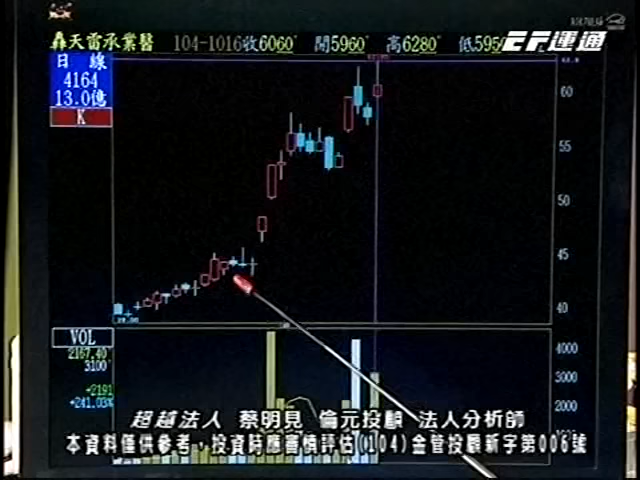 轟天雷承業醫 104-1016收6060 開5960 高6280 低595
EF運通
日 線
4164
13.0億
K
60
55
50
45
40
VOL
2167.40
3100
+2191
+241.03%
4000
3000
2000
超越法人 蔡明見 倫元投顧 法人分析師
本資料僅供參考,投資時應審慎評估(104)金管投顧新字第006號